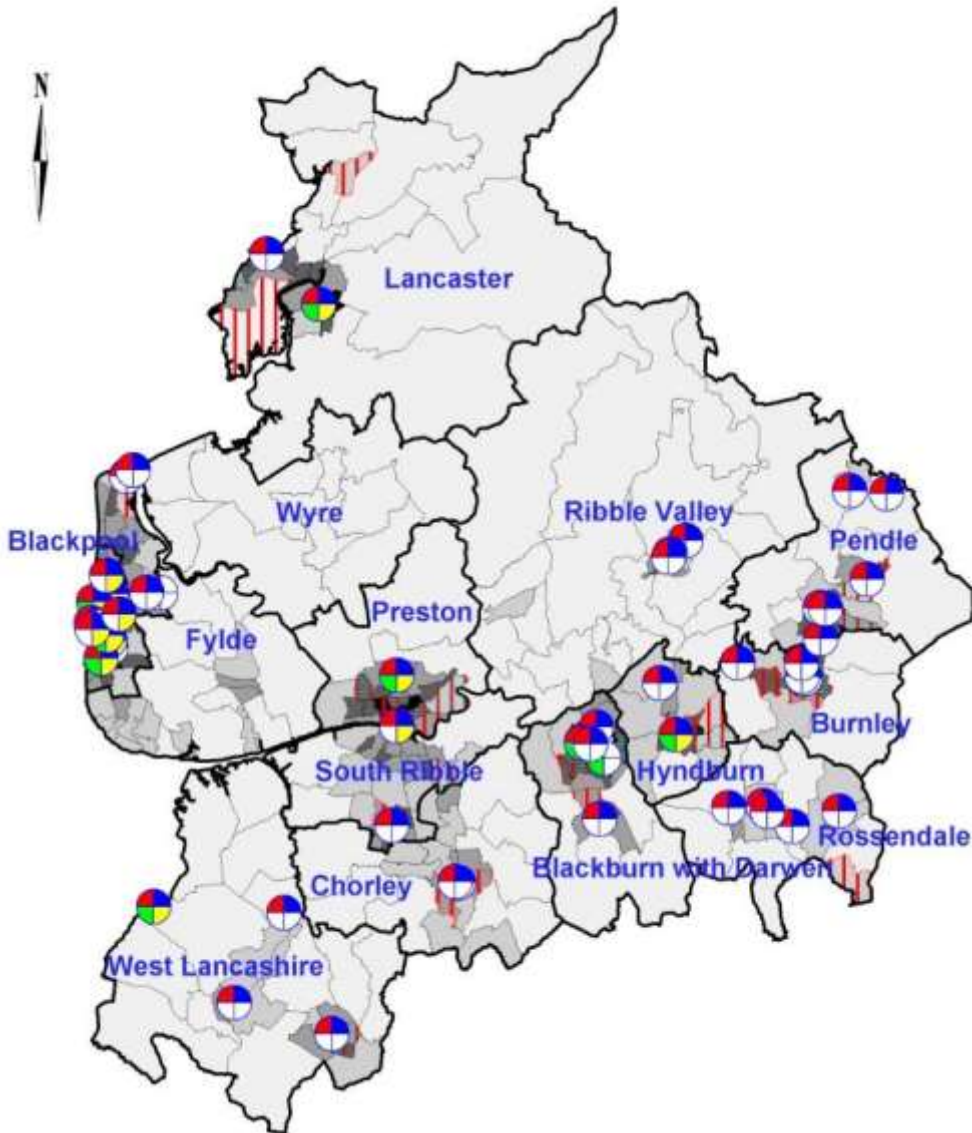 N
Lancaster
Wyre
Ribble Valley
Blackpool
Pendle
Preston
Fylde
Burnley
South Ribble
Hyndburn
Rossendale
Blackburn with Darwen
Chorley
West Lancashire